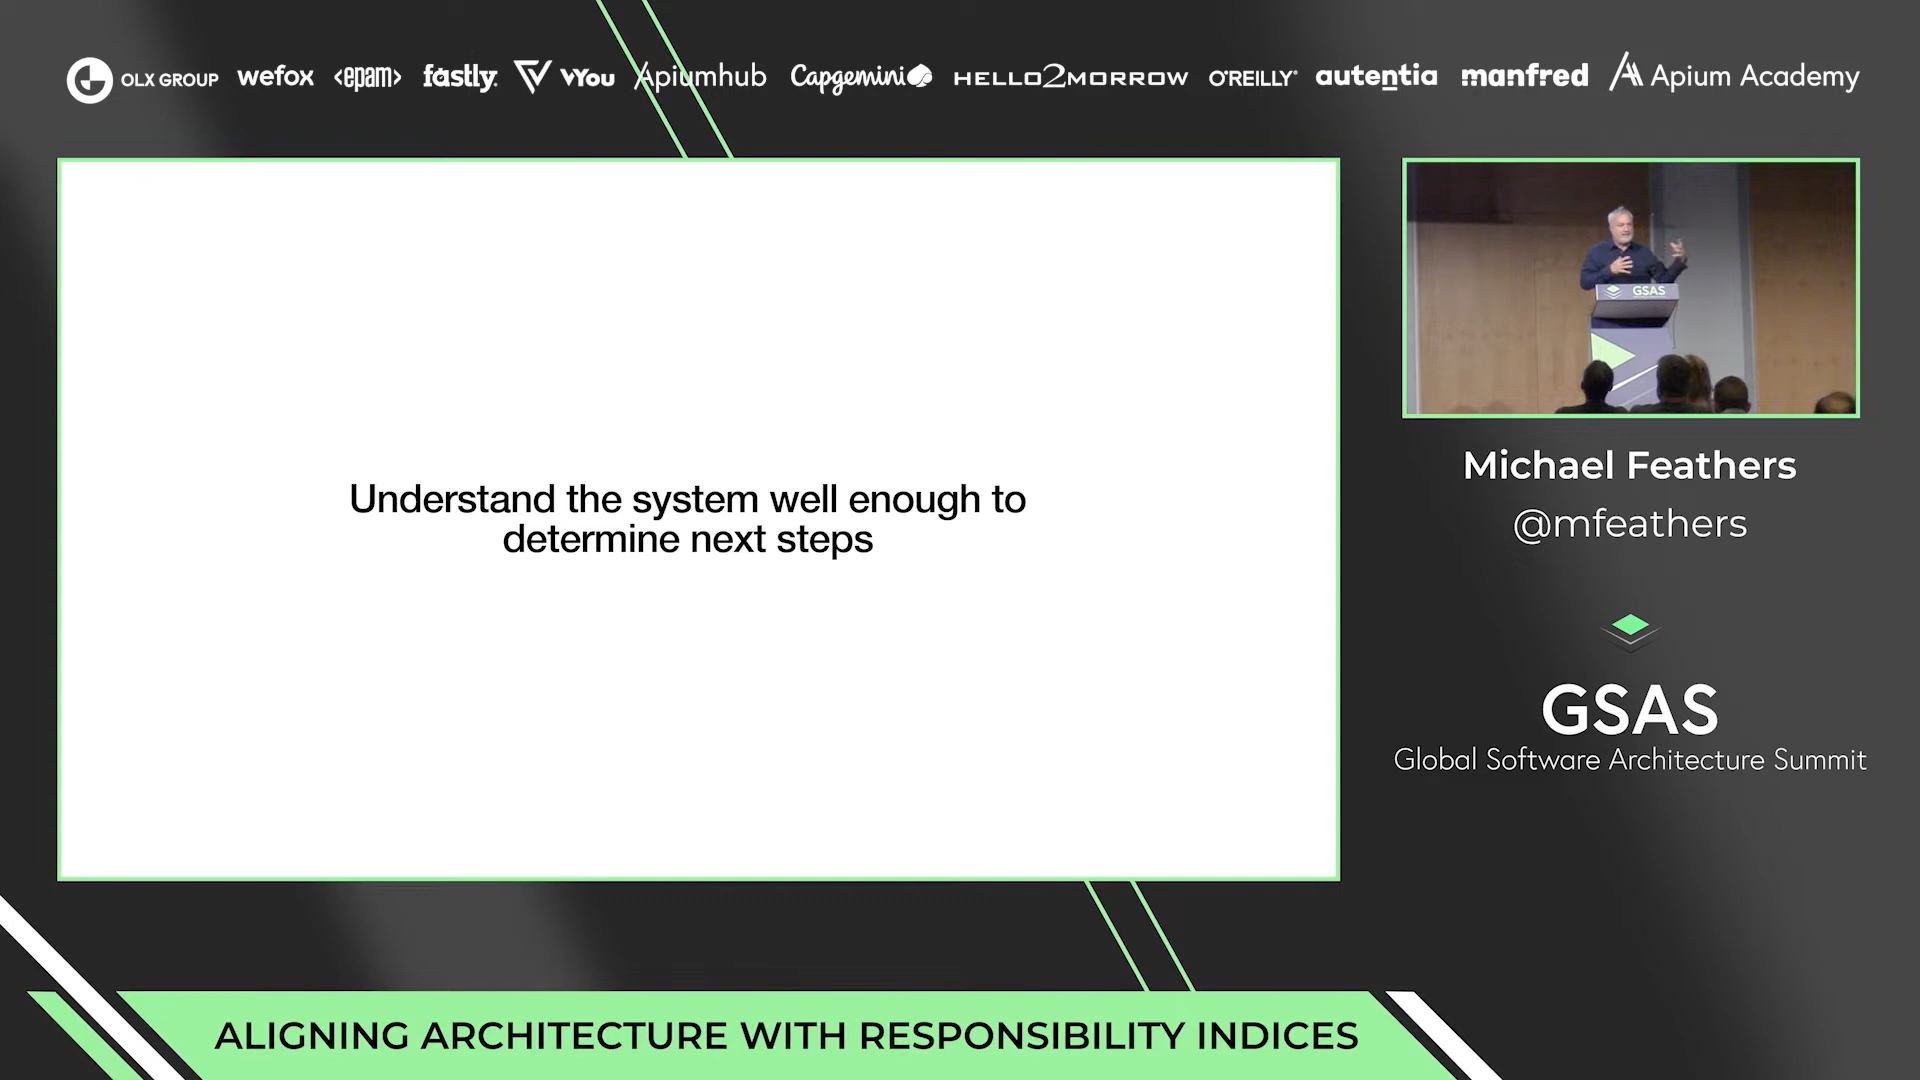 OLX GROUP wefox <epam> fastly. VYou Apiumhub Capgemini HELLO2MORROW O'REILLY® autentia manfred Apium Academy
Understand the system well enough to
determine next steps
GSAS
Michael Feathers
@mfeathers
GSAS
Global Software Architecture Summit
ALIGNING ARCHITECTURE WITH RESPONSIBILITY INDICES